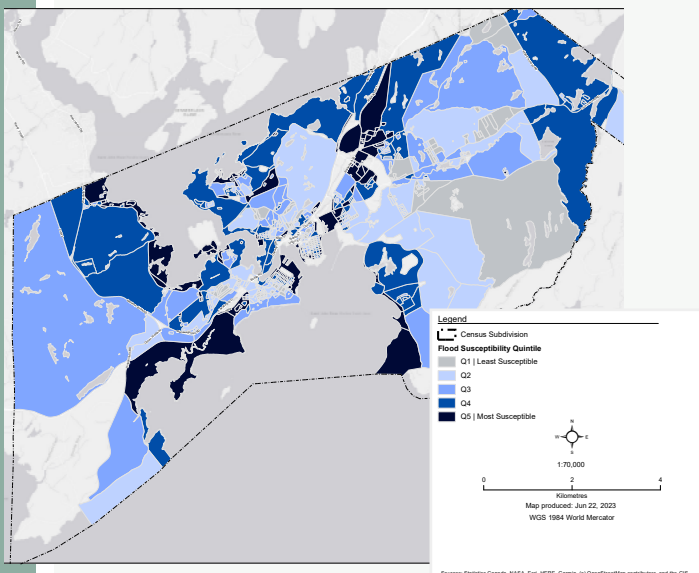 Legend
Census Subdivision
Flood Susceptibility Quintile
Q1 | Least Susceptible
Q2
Q3
Q4
Q5 | Most Susceptible
N
W E
S
1:70,000
0 2 4
Kilometres
Map produced: Jun 22, 2023
WGS 1984 World Mercator